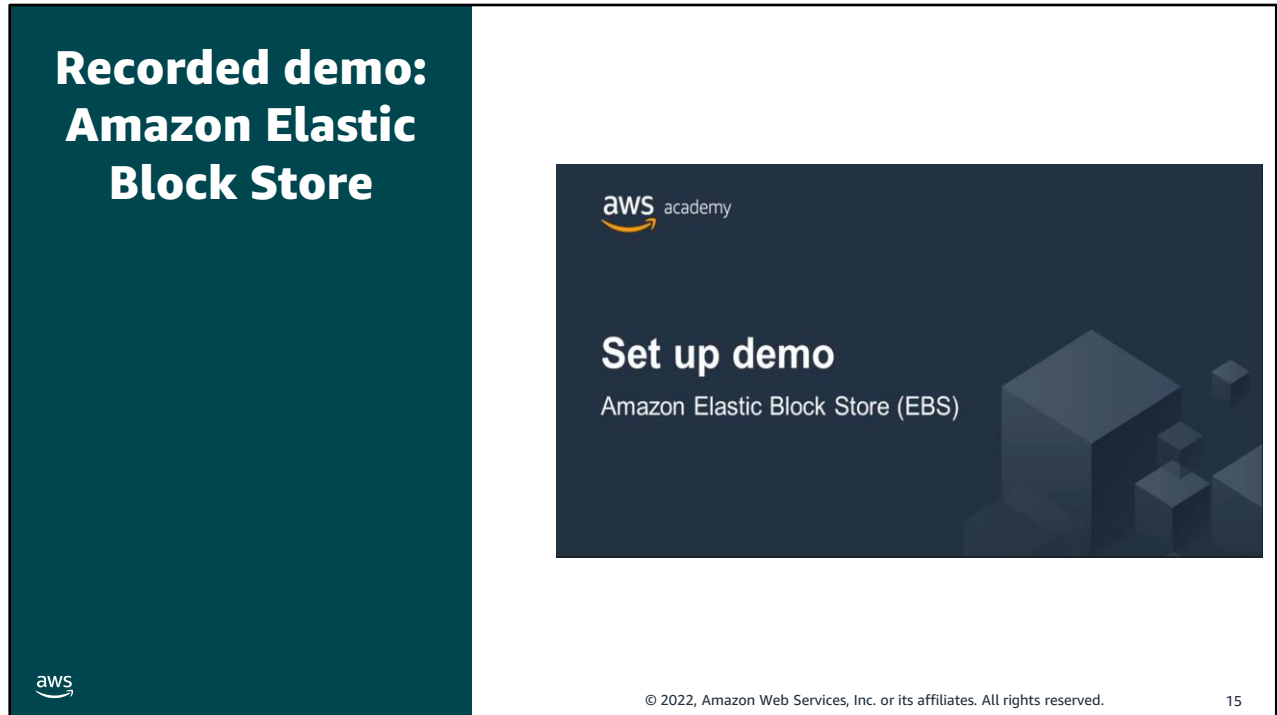 Recorded demo:
Amazon Elastic
Block Store
aws academy
Set up demo
Amazon Elastic Block Store (EBS)
aws
© 2022, Amazon Web Services, Inc. or its affiliates. All rights reserved.
15